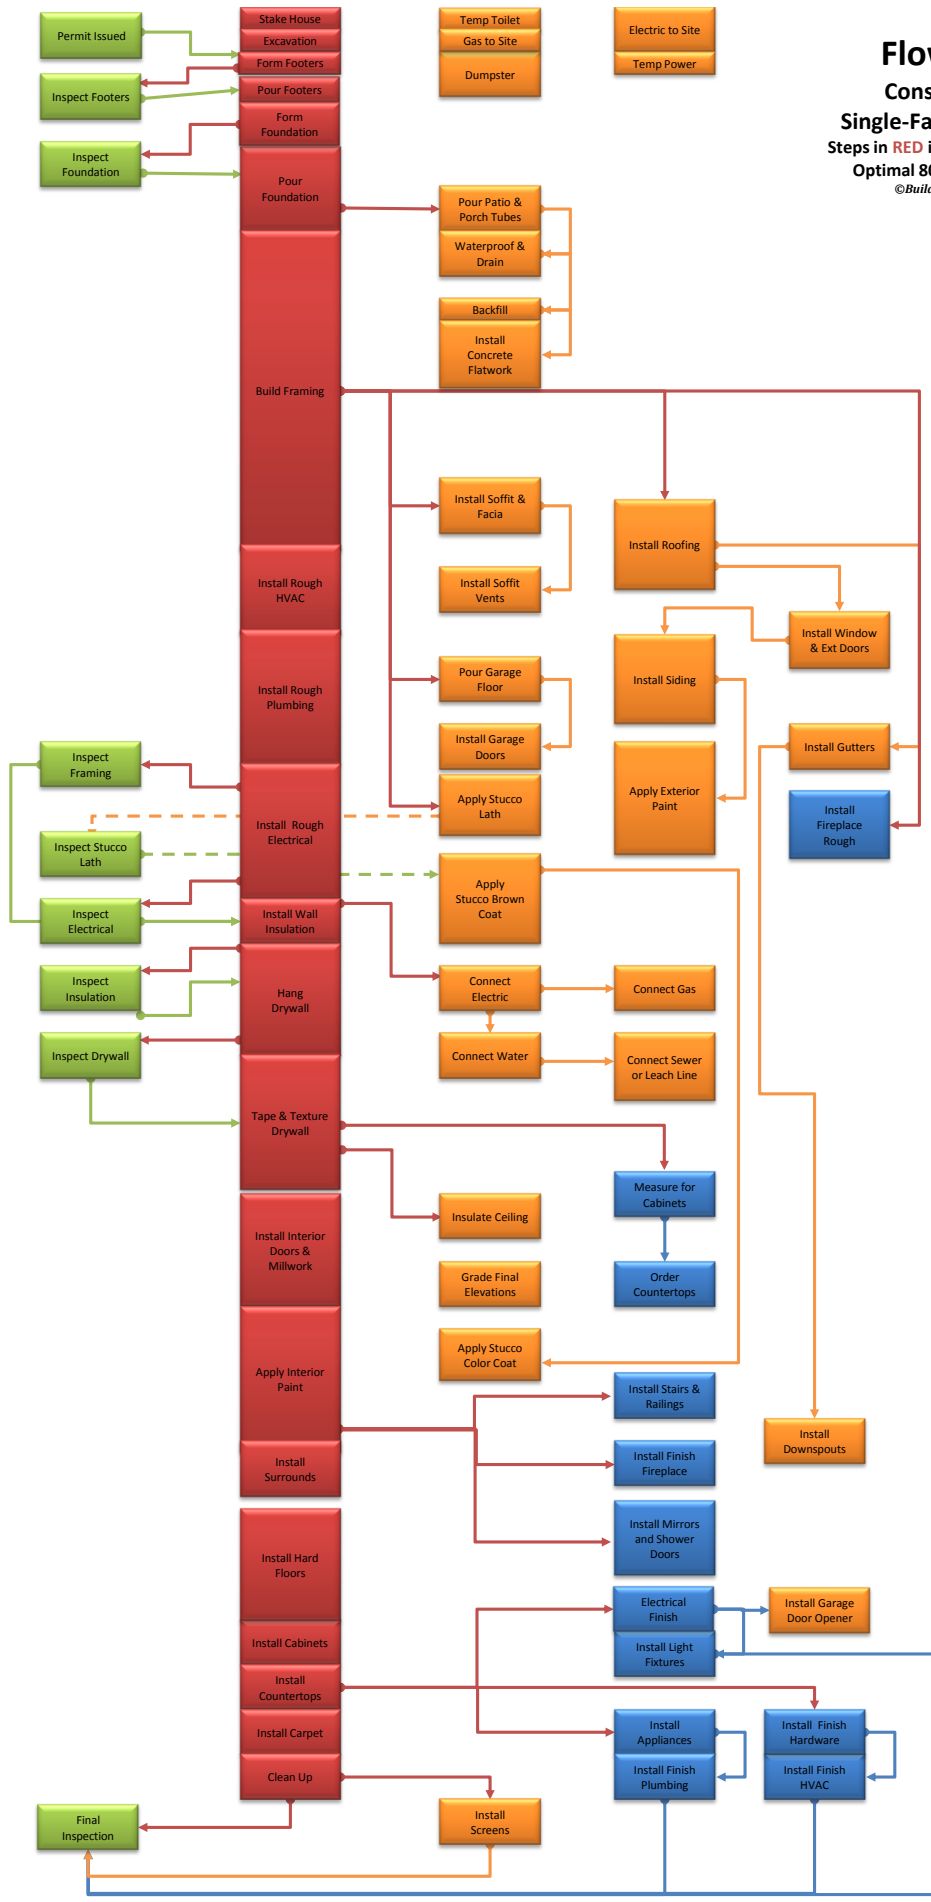 Permit Issued
Stake House
Excavation
Form Footers
Temp Toilet
Gas to Site
Dumpster
Electric to Site
Temp Power
Flo
Cons
Single-Fa
Steps in RED i
Optimal 80
©Build
Inspect Footers
Pour Footers
Form
Foundation
Inspect
Foundation
Pour
Foundation
Pour Patio &
Porch Tubes
Waterproof &
Drain
Backfill
Install
Concrete
Flatwork
Build Framing
Install Soffit &
Facia
Install Roofing
Install Rough
HVAC
Install Soffit
Vents
Install Window
& Ext Doors
Install Rough
Plumbing
Pour Garage
Floor
Install Siding
Inspect
Framing
Install Garage
Doors
Install Gutters
Install Rough
Electrical
Apply Stucco
Lath
Apply Exterior
Paint
Install
Fireplace
Rough
Inspect Stucco
Lath
Apply
Stucco Brown
Coat
Inspect
Electrical
Install Wall
Insulation
Inspect
Insulation
Hang
Drywall
Connect
Electric
Connect Gas
Inspect Drywall
Connect Water
Connect Sewer
or Leach Line
Tape & Texture
Drywall
Measure for
Cabinets
Install Interior
Doors &
Millwork
Insulate Ceiling
Grade Final
Elevations
Order
Countertops
Apply Interior
Paint
Apply Stucco
Color Coat
Install Stairs &
Railings
Install
Downspouts
Install
Surrounds
Install Finish
Fireplace
Install Mirrors
and Shower
Doors
Install Hard
Floors
Electrical
Finish
Install Garage
Door Opener
Install Cabinets
Install Light
Fixtures
Install
Countertops
Install Carpet
Install
Appliances
Install  Finish
Hardware
Clean Up
Install Finish
Plumbing
Install Finish
HVAC
Final
Inspection
Install
Screens